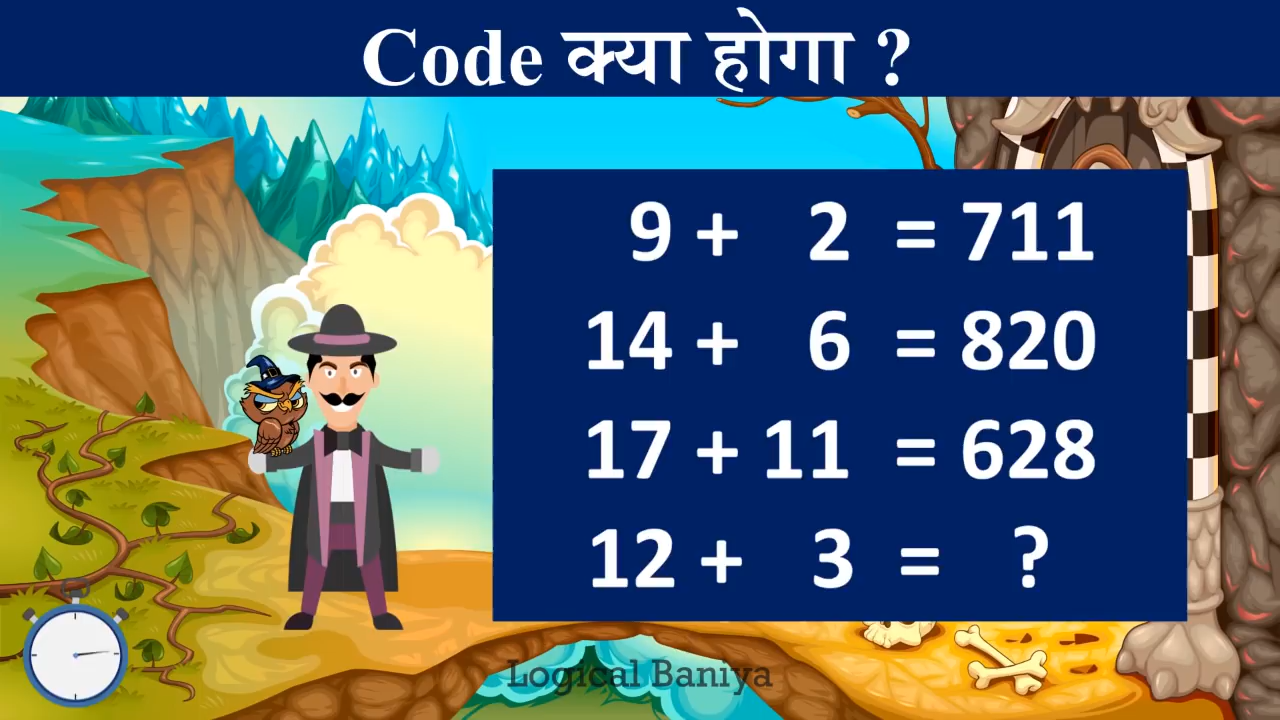 Code क्या होगा ?
9 + 2 = 711
14 + 6 = 820
17 + 11 = 628
12 + 3 = ?
Logical Baniya